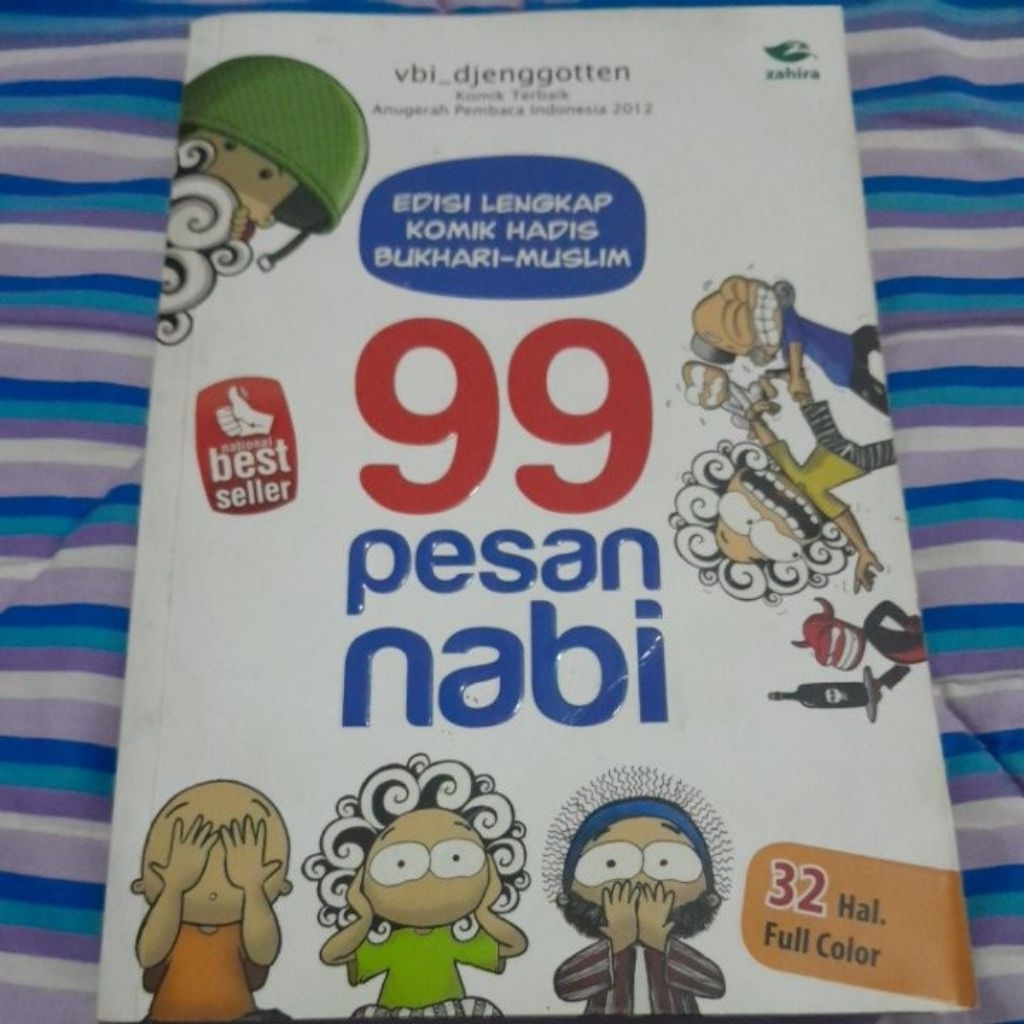 vbi_djenggotten
Komik Terbaik
Anugerah Pembaca Indonesia 2012
zahira
EDISI LENGKAP
KOMIK HADIS
BUKHARI-MUSLIM
99
pesan
nabi
national
best
seller
32 Hal.
Full Color